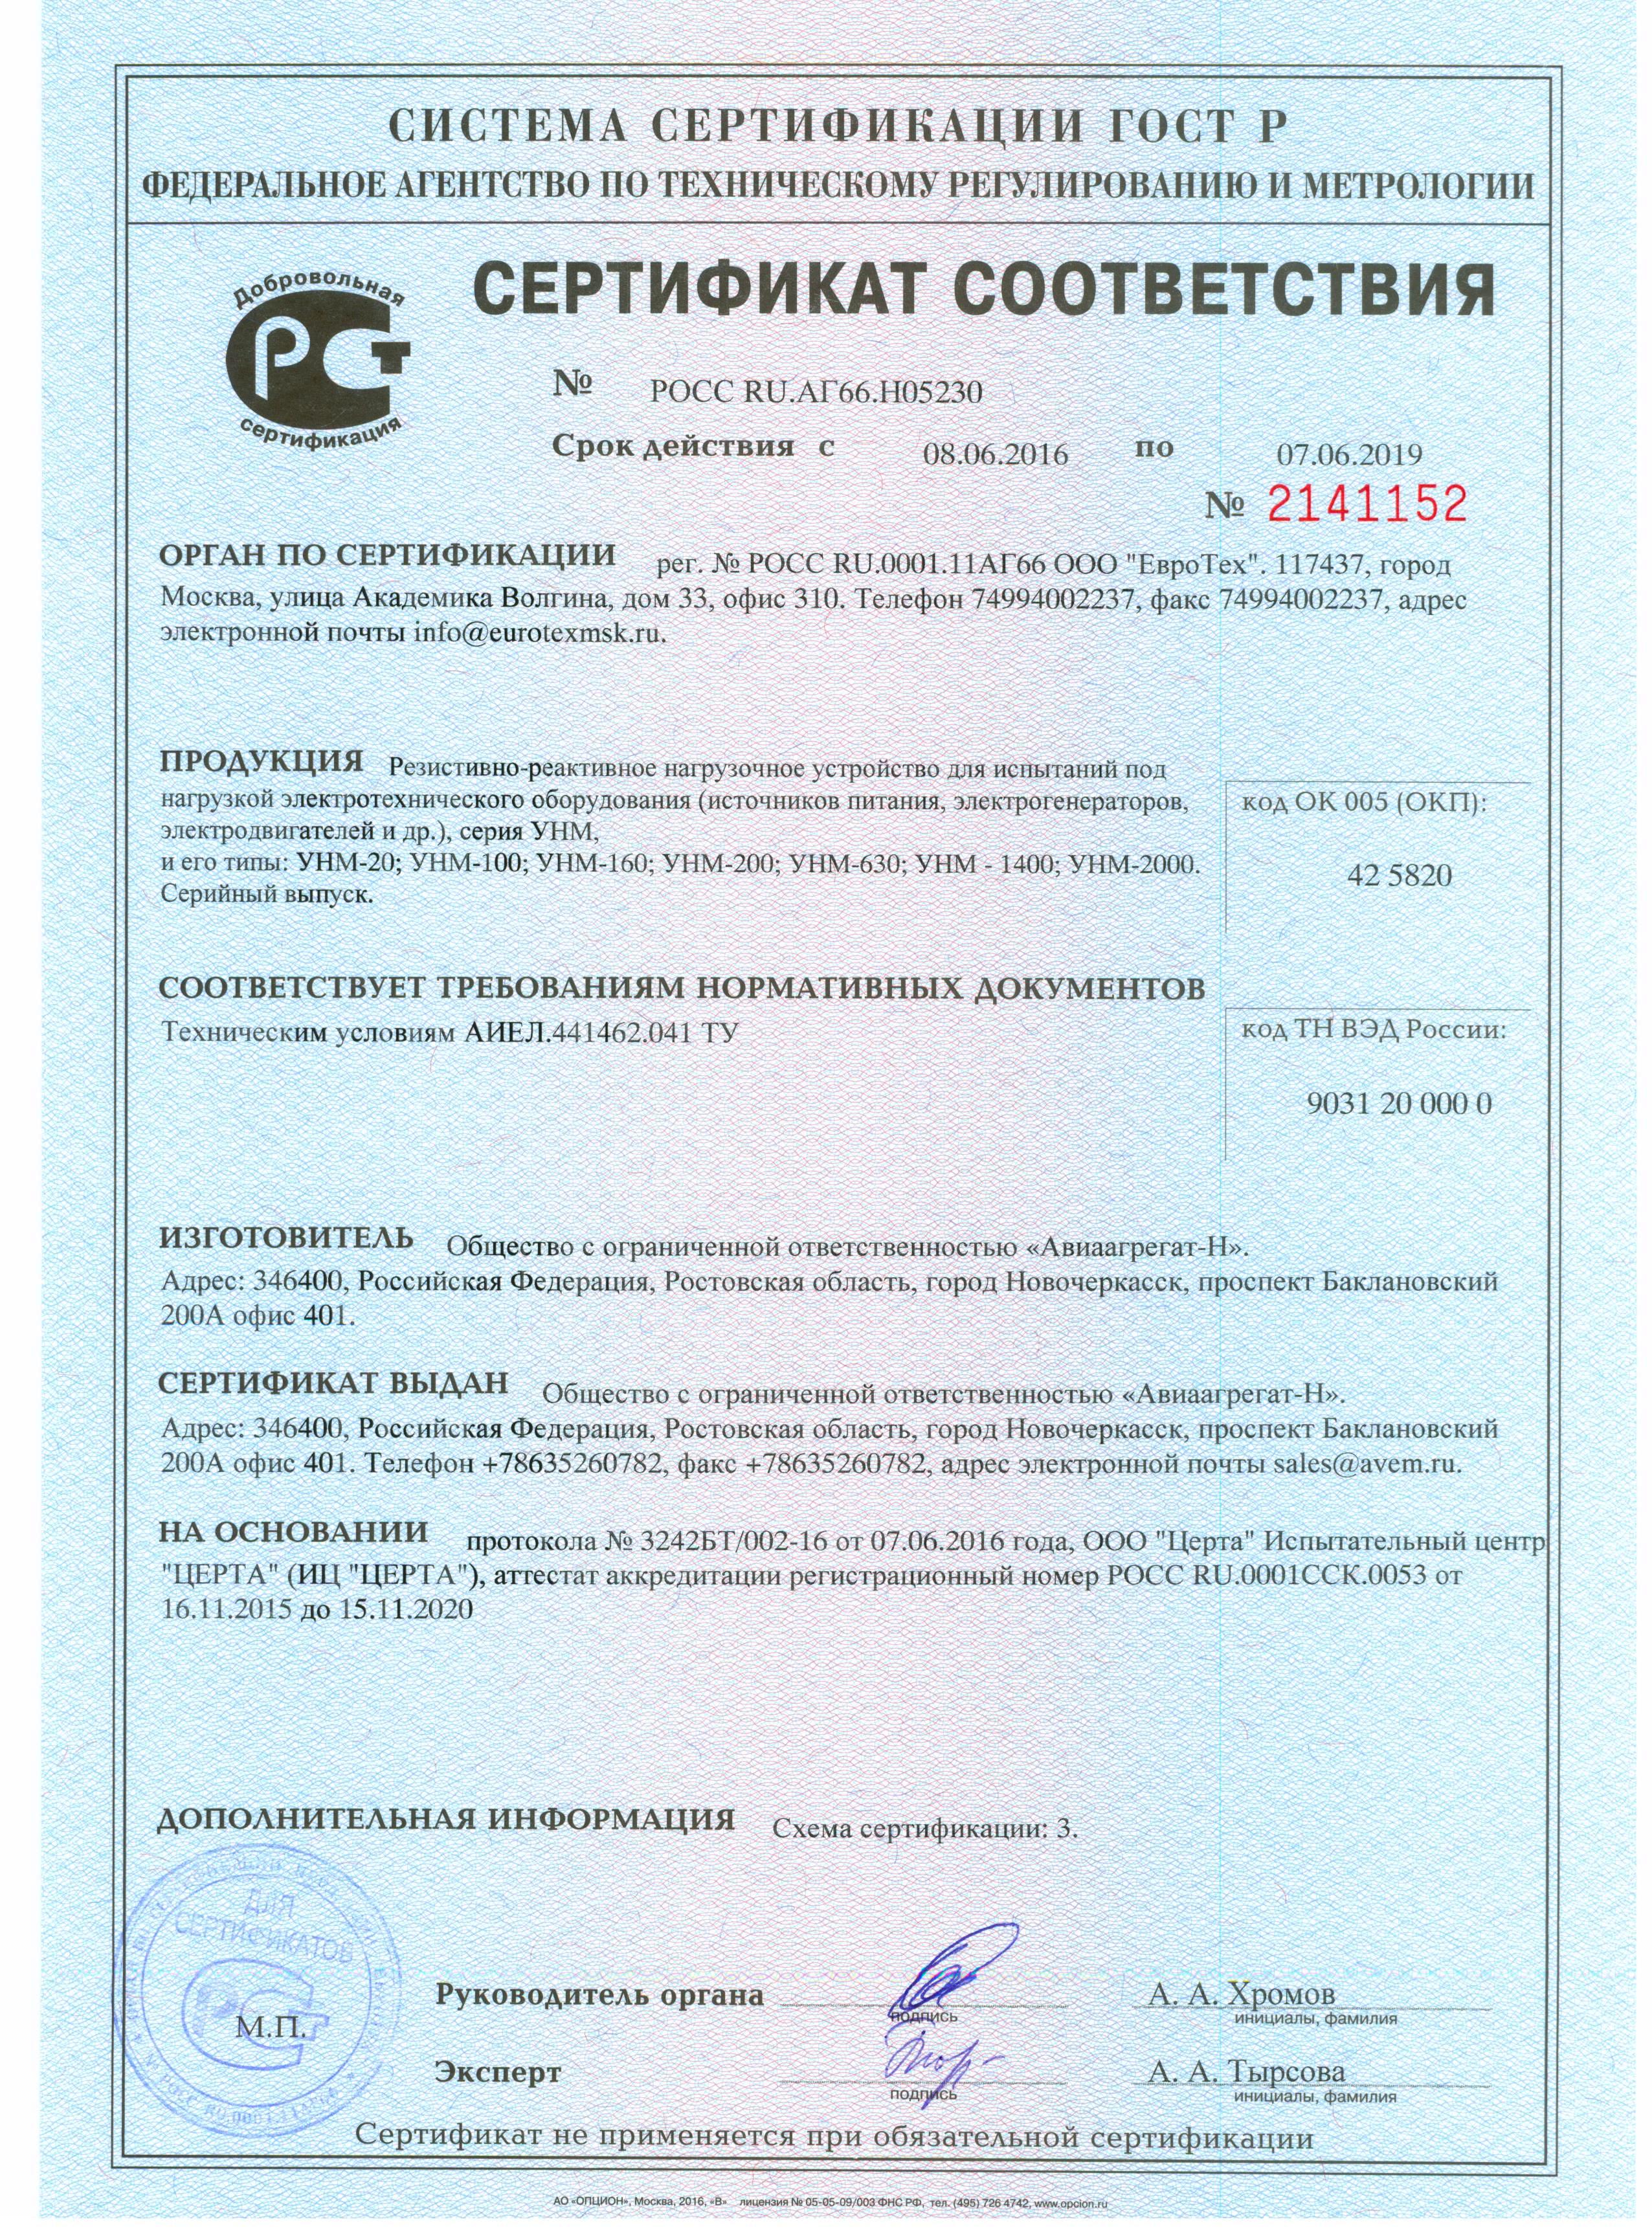 СИСТЕМА СЕРТИФИКАЦИИ ГОСТ Р
ФЕДЕРАЛЬНОЕ АГЕНТСТВО ПО ТЕХНИЧЕСКОМУ РЕГУЛИРОВАНИЮ И МЕТРОЛОГИИ
Добровольная
РСТ
сертификация
СЕРТИФИКАТ СООТВЕТСТВИЯ
№ РОСС RU.АГ66.Н05230
Срок действия с 08.06.2016 по 07.06.2019
№ 2141152
ОРГАН ПО СЕРТИФИКАЦИИ рег. № РОСС RU.0001.11АГ66 ООО "ЕвроТех". 117437, город
Москва, улица Академика Волгина, дом 33, офис 310. Телефон 74994002237, факс 74994002237, адрес
электронной почты info@eurotexmsk.ru.
ПРОДУКЦИЯ Резистивно-реактивное нагрузочное устройство для испытаний под
нагрузкой электротехнического оборудования (источников питания, электрогенераторов,
электродвигателей и др.), серия УНМ,
и его типы: УНМ-20; УНМ-100; УНМ-160; УНМ-200; УНМ-630; УНМ - 1400; УНМ-2000.
Серийный выпуск.
код ОК 005 (ОКП):
42 5820
СООТВЕТСТВУЕТ ТРЕБОВАНИЯМ НОРМАТИВНЫХ ДОКУМЕНТОВ
Техническим условиям АИЕЛ.441462.041 ТУ
код ТН ВЭД России:
9031 20 000 0
ИЗГОТОВИТЕЛЬ Общество с ограниченной ответственностью «Авиаагрегат-Н».
Адрес: 346400, Российская Федерация, Ростовская область, город Новочеркасск, проспект Баклановский
200А офис 401.
СЕРТИФИКАТ ВЫДАН Общество с ограниченной ответственностью «Авиаагрегат-Н».
Адрес: 346400, Российская Федерация, Ростовская область, город Новочеркасск, проспект Баклановский
200А офис 401. Телефон +78635260782, факс +78635260782, адрес электронной почты sales@avem.ru.
НА ОСНОВАНИИ протокола № 3242БТ/002-16 от 07.06.2016 года, ООО "Церта" Испытательный центр
"ЦЕРТА" (ИЦ "ЦЕРТА"), аттестат аккредитации регистрационный номер РОСС RU.0001ССК.0053 от
16.11.2015 до 15.11.2020
ДОПОЛНИТЕЛЬНАЯ ИНФОРМАЦИЯ Схема сертификации: 3.
ДЛЯ
СЕРТИФИКАТОВ
М.П.
Руководитель органа А. А. Хромов
подпись инициалы, фамилия
Эксперт А. А. Тырсова
подпись инициалы, фамилия
Сертификат не применяется при обязательной сертификации
АО «ОПЦИОН», Москва, 2016, «В» лицензия № 05-05-09/003 ФНС РФ, тел. (495) 726 4742, www.opcion.ru